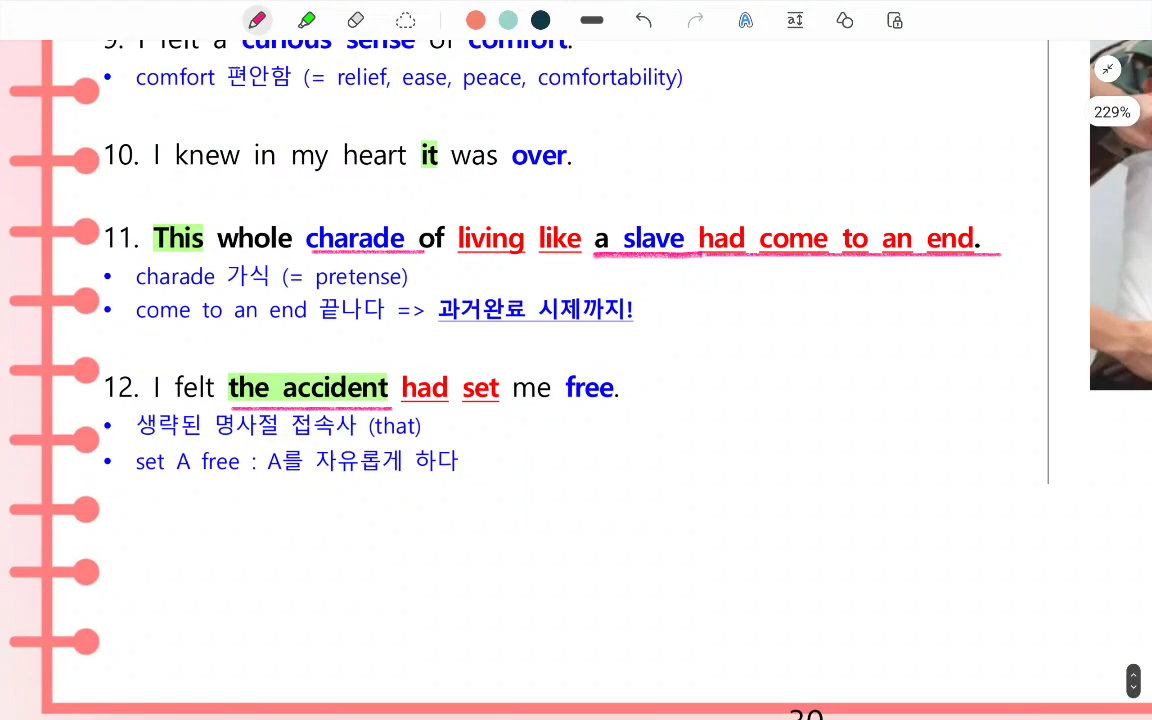 9. I felt a curious sense of comfort.
• comfort 편안함 (= relief, ease, peace, comfortability)
229%
10. I knew in my heart it was over.
11. This whole charade of living like a slave had come to an end.
• charade 가식 (= pretense)
• come to an end 끝나다 => 과거완료 시제까지!
12. I felt the accident had set me free.
• 생략된 명사절 접속사 (that)
• set A free : A를 자유롭게 하다